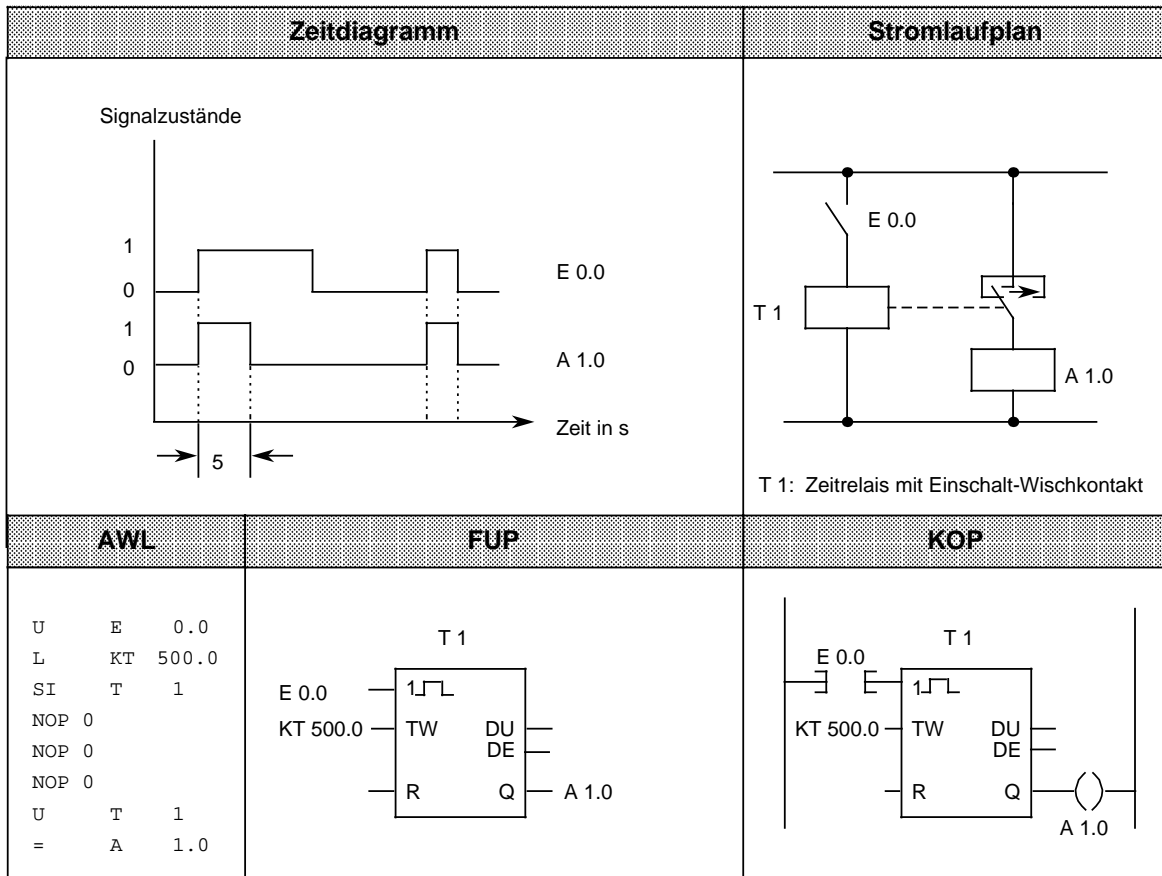 Zeitdiagramm
Stromlaufplan
Signalzustände
1
0
E 0.0
1
0
A 1.0
Zeit in s
5
E 0.0
T 1
A 1.0
T 1: Zeitrelais mit Einschalt-Wischkontakt
AWL
FUP
KOP
U E 0.0
L KT 500.0
SI T 1
NOP 0
NOP 0
NOP 0
U T 1
= A 1.0
T 1
E 0.0
1
KT 500.0
TW
DU
DE
R
Q
A 1.0
T 1
E 0.0
1
KT 500.0
TW
DU
DE
R
Q
A 1.0